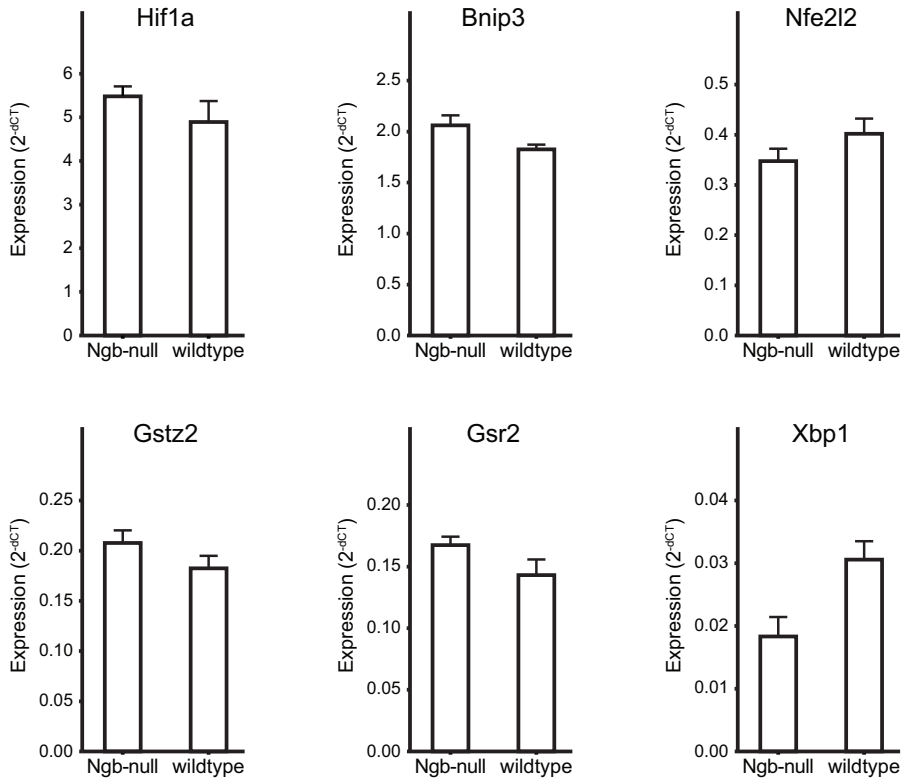 Hif1a
Expression (2-dCT)
6
5
4
3
2
1
0
Ngb-null wildtype
Bnip3
Expression (2-dCT)
2.5
2.0
1.5
1.0
0.5
0.0
Ngb-null wildtype
Nfe2l2
Expression (2-dCT)
0.5
0.4
0.3
0.2
0.1
0.0
Ngb-null wildtype
Gstz2
Expression (2-dCT)
0.25
0.20
0.15
0.10
0.05
0.00
Ngb-null wildtype
Gsr2
Expression (2-dCT)
0.20
0.15
0.10
0.05
0.00
Ngb-null wildtype
Xbp1
Expression (2-dCT)
0.04
0.03
0.02
0.01
0.00
Ngb-null wildtype